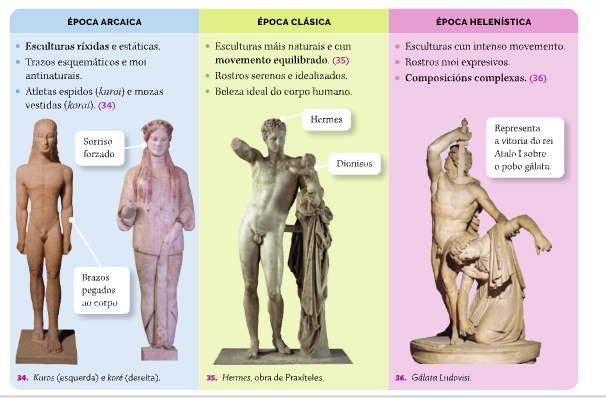 ÉPOCA ARCAICA
• Esculturas ríxidas e estáticas.
• Trazos esquemáticos e moi
antinaturais.
• Atletas espidos (kuroi) e mozas
vestidas (korai). (34)
Sorriso
forzado
Brazos
pegados
ao corpo
34. Kuros (esquerda) e koré (dereita).
ÉPOCA CLÁSICA
• Esculturas máis naturais e cun
movemento equilibrado. (35)
• Rostros serenos e idealizados.
• Beleza ideal do corpo humano.
Hermes
Dionisos
35. Hermes, obra de Praxíteles.
ÉPOCA HELENÍSTICA
• Esculturas cun intenso movemento.
• Rostros moi expresivos.
• Composicións complexas. (36)
Representa
a vitoria do rei
Atalo I sobre
o pobo gálata.
36. Gálata Ludovisi.